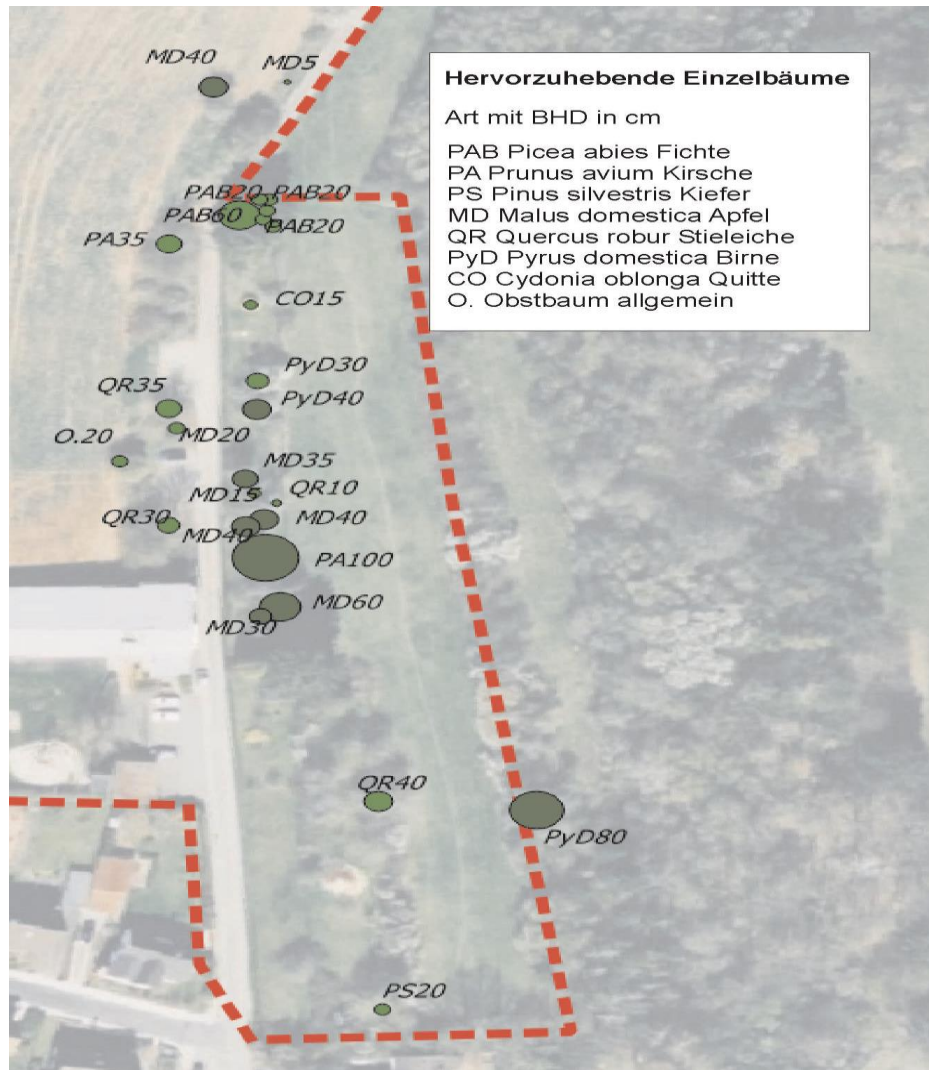 MD40
MD5
Hervorzuhebende Einzelbäume
Art mit BHD in cm
PAB Picea abies Fichte
PA Prunus avium Kirsche
PS Pinus silvestris Kiefer
MD Malus domestica Apfel
QR Quercus robur Stieleiche
PyD Pyrus domestica Birne
CO Cydonia oblonga Quitte
O. Obstbaum allgemein
PAB20 PAB20
PAB60
PAB20
PA35
CO15
PyD30
QR35
PyD40
O.20
MD20
MD35
MD15
QR10
QR30
MD40
MD40
PA100
MD60
MD30
QR40
PyD80
PS20